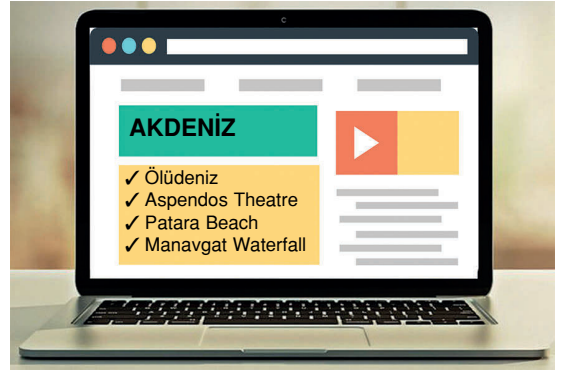 AKDENİZ
✓ Ölüdeniz
✓ Aspendos Theatre
✓ Patara Beach
✓ Manavgat Waterfall